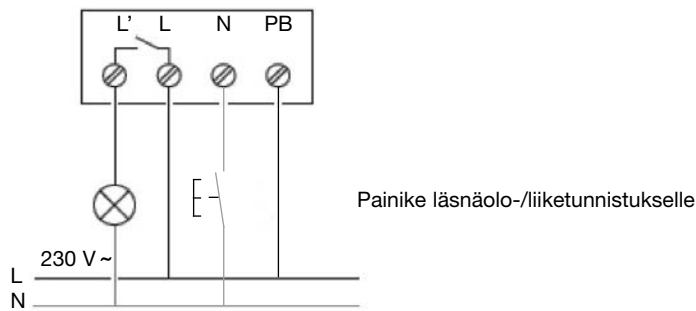 L’ L N PB
Painike läsnäolo-/liiketunnistukselle
230 V ~
L
N